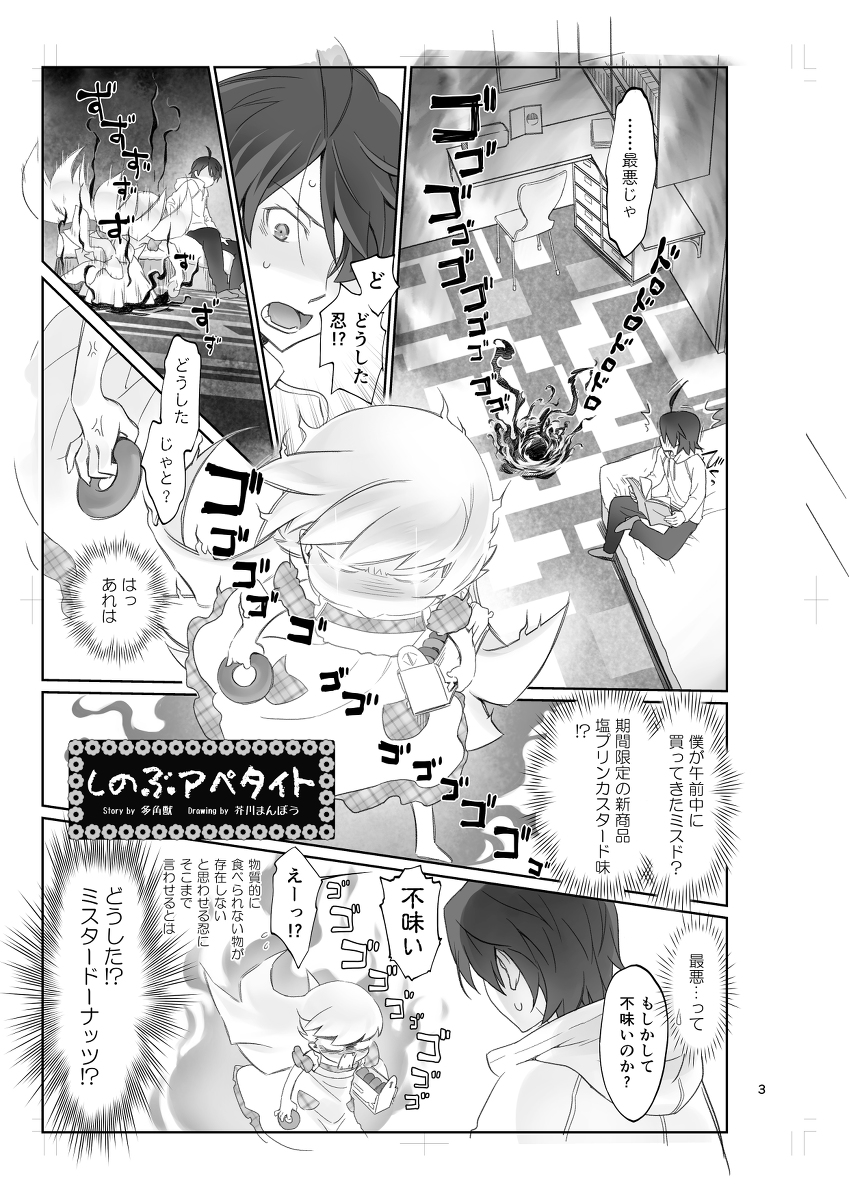 ……最悪じゃ
ゴゴゴゴゴゴゴ
ロドロドロドロドロド
ど
どうした
忍!?
ずずずずず
ずず
どうした
じゃと?
ゴゴゴゴゴゴゴゴゴゴゴゴ
はっ
あれは
僕が午前中に
買ってきたミスド?
期間限定の新商品
塩プリンカスタード味
!?
しのぶアペタイト
Story by 多角獣 Drawing by 芥川まんぼう
最悪…って
もしかして
不味いのか?
不味い
ゴゴゴゴゴゴゴ
えーっ!?
物質的に
食べられない物が
存在しない
と思わせる忍に
そこまで
言わせるとは
どうした!?
ミスタードーナッツ!?
3